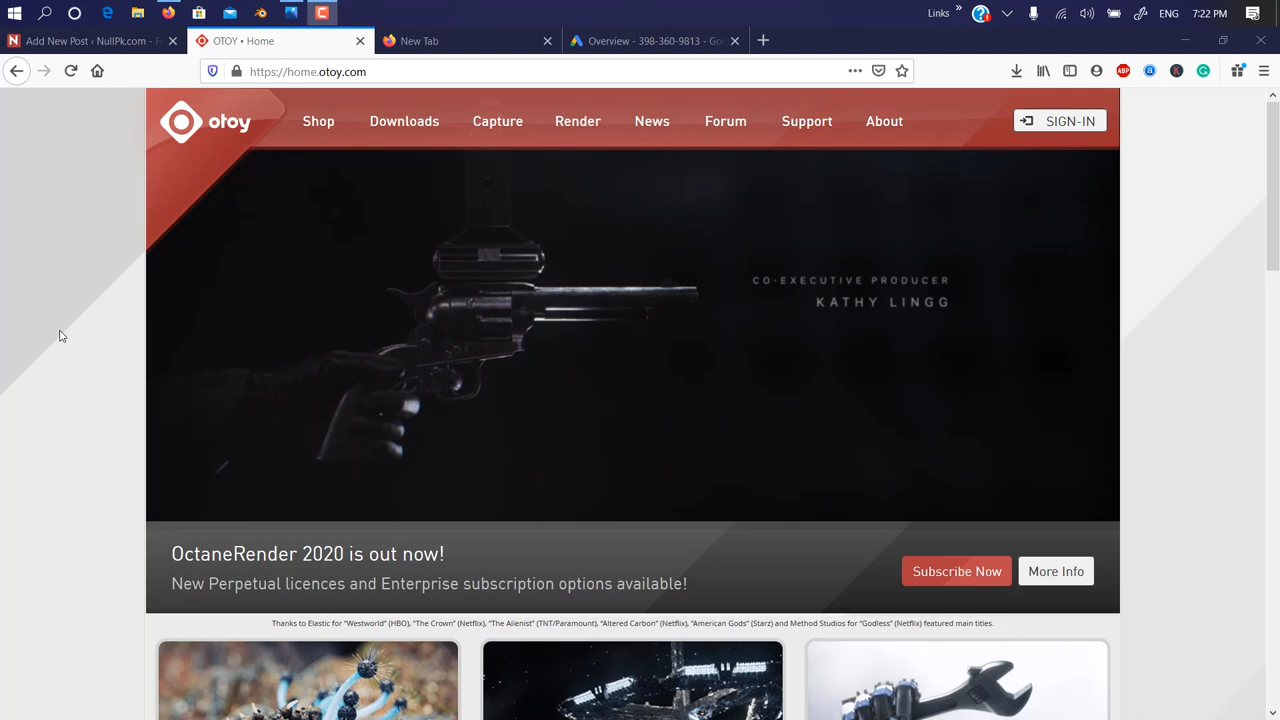 Links »
ENG
7:22 PM
Add New Post ‹ NullPk.com - F
OTOY • Home
New Tab
Overview - 398-360-9813 - Go
https://home.otoy.com
ABP
otoy
Shop
Downloads
Capture
Render
News
Forum
Support
About
SIGN-IN
CO-EXECUTIVE PRODUCER
KATHY LINGG
OctaneRender 2020 is out now!
New Perpetual licences and Enterprise subscription options available!
Subscribe Now
More Info
Thanks to Elastic for "Westworld" (HBO), "The Crown" (Netflix), "The Alienist" (TNT/Paramount), "Altered Carbon" (Netflix), "American Gods" (Starz) and Method Studios for "Godless" (Netflix) featured main titles.